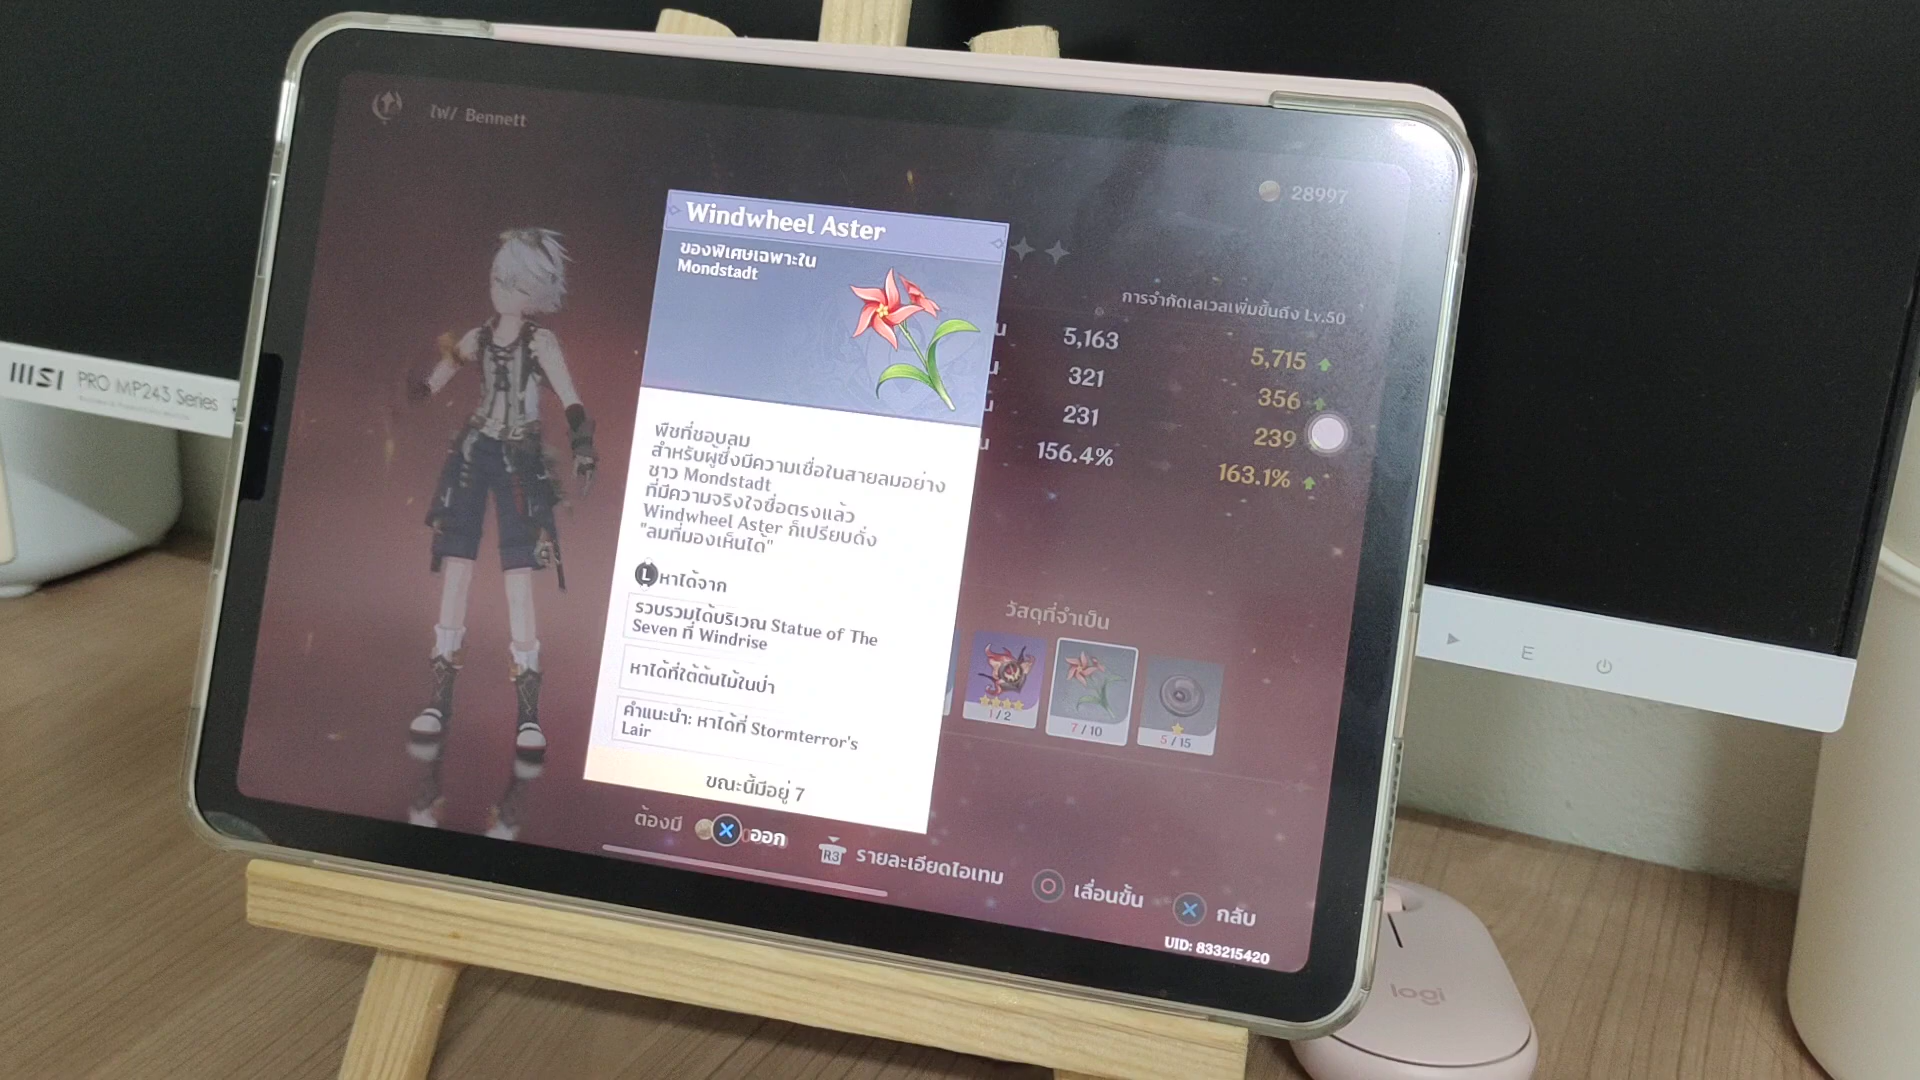 ไฟ/ Bennett
28997
Windwheel Aster
ของพิเศษเฉพาะใน
Mondstadt
การจำกัดเลเวลเพิ่มขึ้นถึง Lv.50
5,163 5,715
321 356
231 239
156.4% 163.1%
พืชที่ชอบลม
สำหรับผู้ซึ่งมีความเชื่อในสายลมอย่าง
ชาว Mondstadt
ที่มีความจริงใจซื่อตรงแล้ว
Windwheel Aster ก็เปรียบดั่ง
"ลมที่มองเห็นได้"
L หาได้จาก
รวบรวมได้บริเวณ Statue of The
Seven ที่ Windrise
หาได้ที่ใต้ต้นไม้ในป่า
คำแนะนำ: หาได้ที่ Stormterror's
Lair
ขณะนี้มีอยู่ 7
วัสดุที่จำเป็น
1/2
7/10
5/15
ต้องมี
ออก
R3 รายละเอียดไอเทม
เลื่อนขั้น
กลับ
UID: 833215420
msi PRO MP243 Series
E
logi